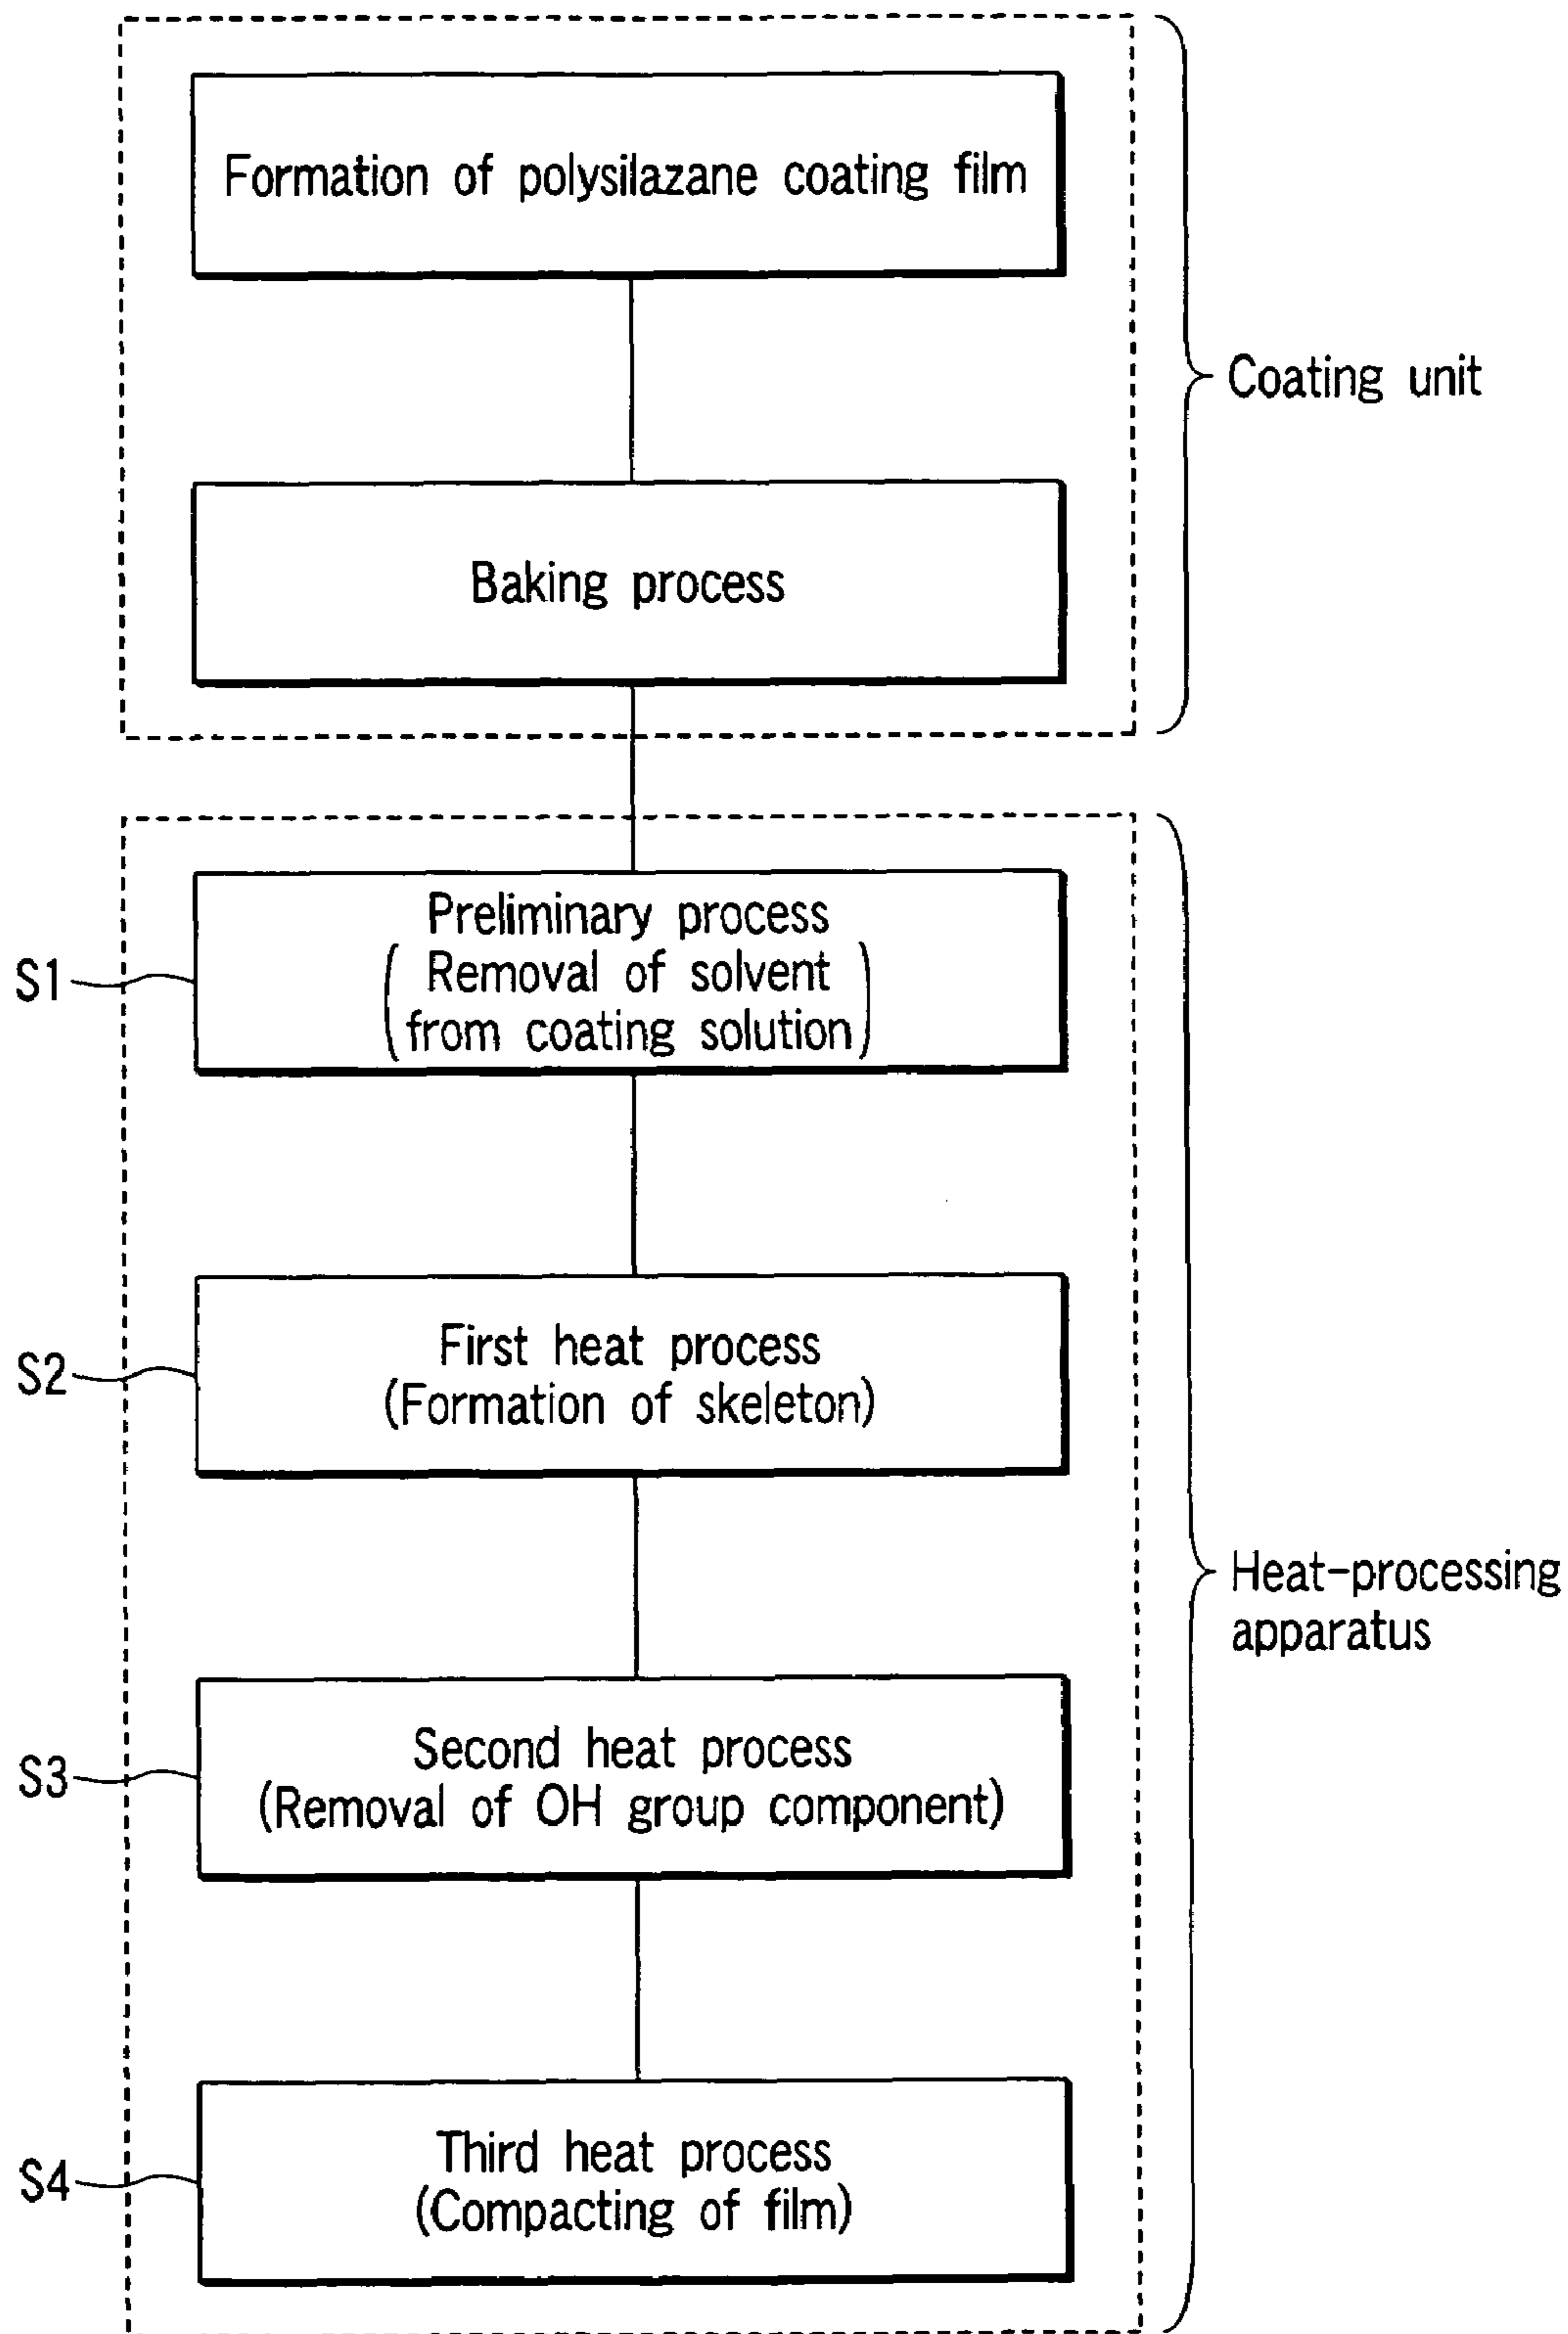 Formation of polysilazane coating film
Coating unit
Baking process
Preliminary process
S1
(Removal of solvent
from coating solution)
First heat process
S2
(Formation of skeleton)
Heat-processing
apparatus
Second heat process
S3
(Removal of OH group component)
Third heat process
S4
(Compacting of film)